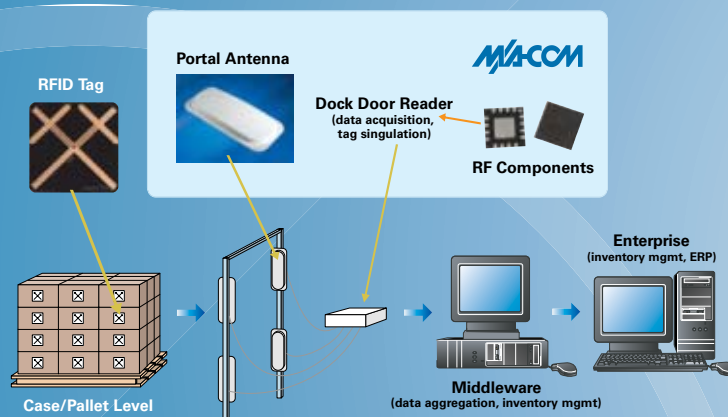 RFID Tag
Portal Antenna
M/A-COM
Dock Door Reader
(data acquisition,
tag singulation)
RF Components
Case/Pallet Level
Middleware
(data aggregation, inventory mgmt)
Enterprise
(inventory mgmt, ERP)